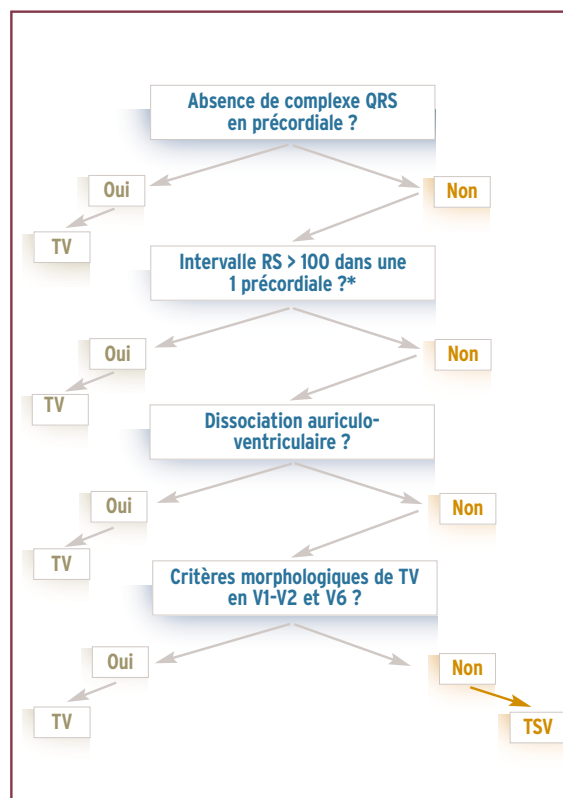 Absence de complexe QRS
en précordiale ?
Oui
Non
TV
Intervalle RS > 100 dans une
1 précordiale ?*
Oui
Non
TV
Dissociation auriculo-
ventriculaire ?
Oui
Non
TV
Critères morphologiques de TV
en V1-V2 et V6 ?
Oui
Non
TV
TSV